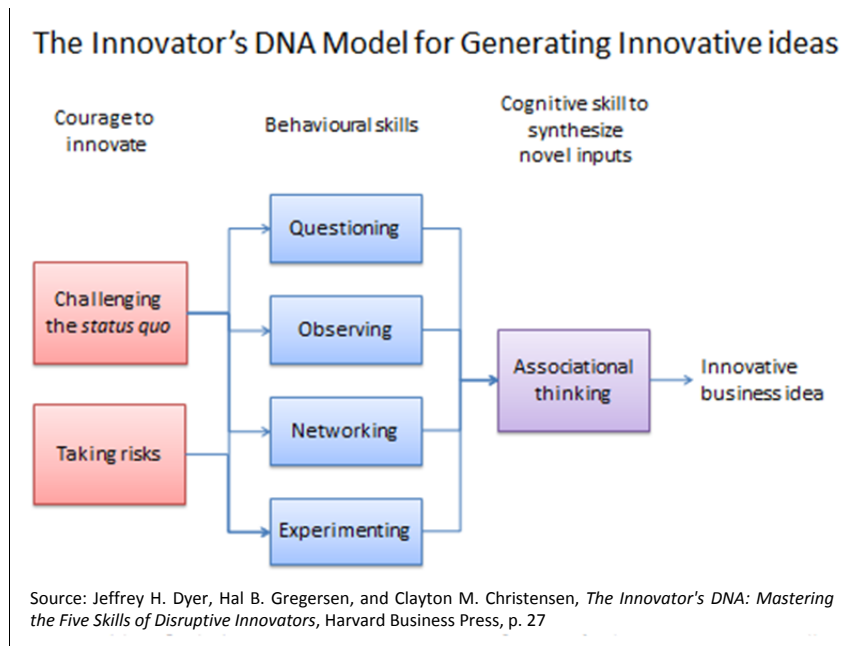 The Innovator's DNA Model for Generating Innovative ideas
Courage to
innovate
Behavioural skills
Cognitive skill to
synthesize
novel inputs
Challenging
the status quo
Taking risks
Questioning
Observing
Networking
Experimenting
Associational
thinking
Innovative
business idea
Source: Jeffrey H. Dyer, Hal B. Gregersen, and Clayton M. Christensen, The Innovator's DNA: Mastering
the Five Skills of Disruptive Innovators, Harvard Business Press, p. 27